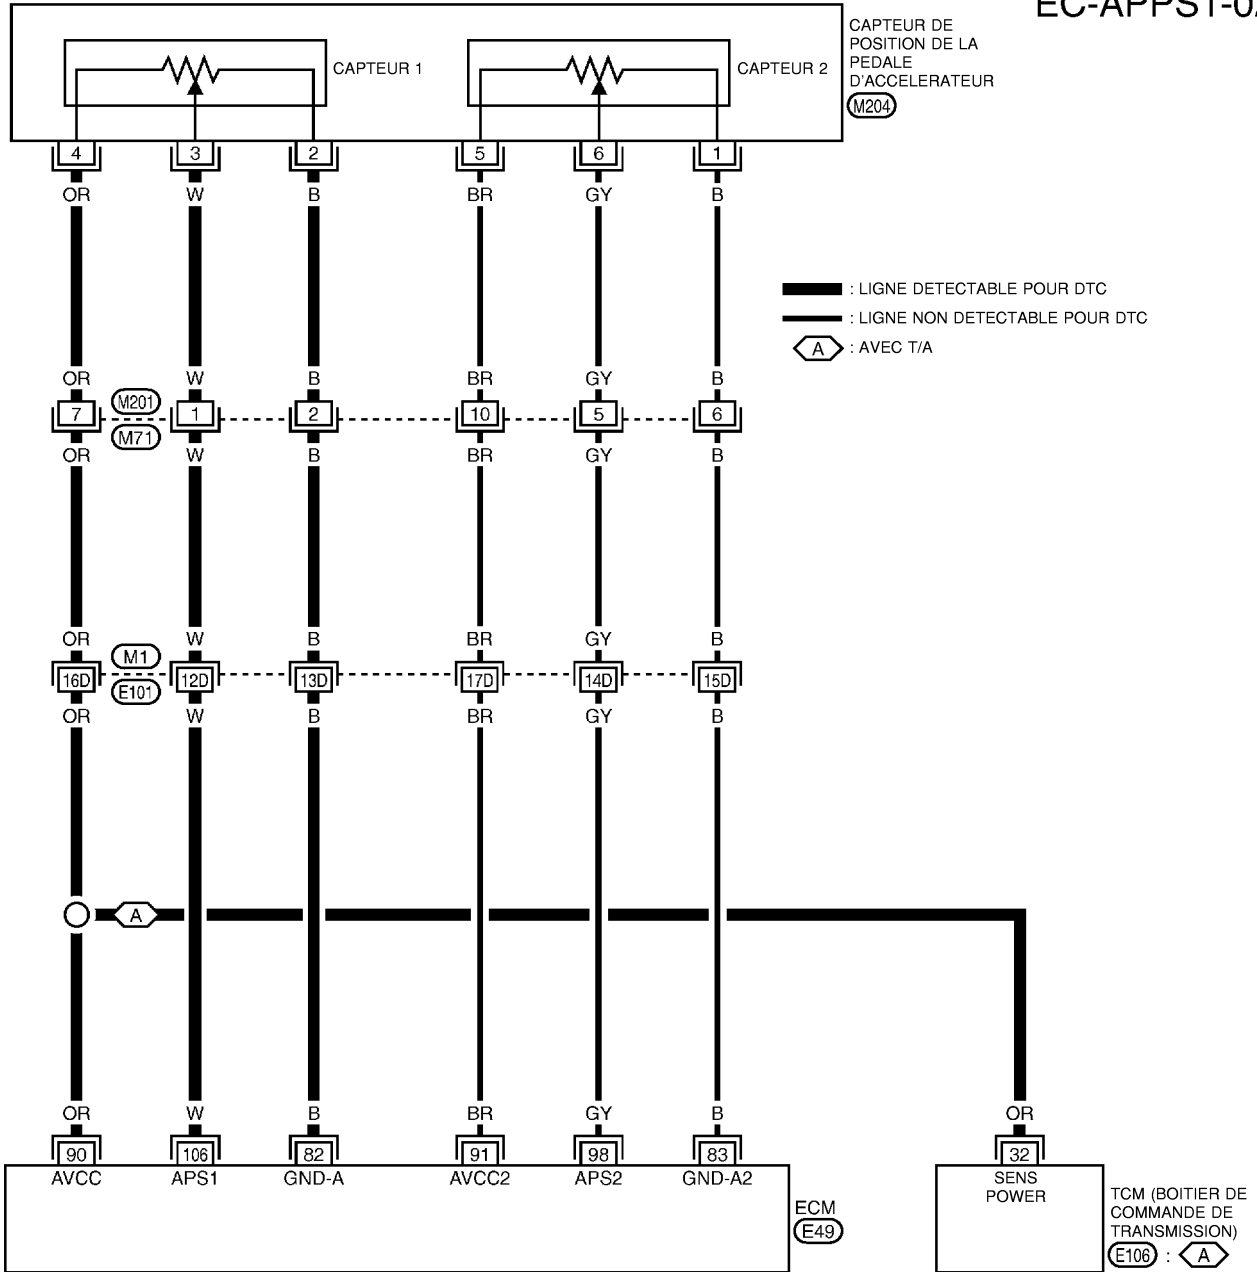 EC-APPS1-0
CAPTEUR DE
POSITION DE LA
PEDALE
D'ACCELERATEUR
M204
CAPTEUR 1
CAPTEUR 2
4 3 2 5 6 1
OR W B BR GY B
: LIGNE DETECTABLE POUR DTC
: LIGNE NON DETECTABLE POUR DTC
A : AVEC T/A
OR W B BR GY B
M201
7 1 2 10 5 6
M71
OR W B BR GY B
OR W B BR GY B
M1
16D 12D 13D 17D 14D 15D
E101
OR W B BR GY B
A
OR W B BR GY B OR
90 106 82 91 98 83 32
AVCC APS1 GND-A AVCC2 APS2 GND-A2
SENS
POWER
ECM
E49
TCM (BOITIER DE
COMMANDE DE
TRANSMISSION)
E106 : A